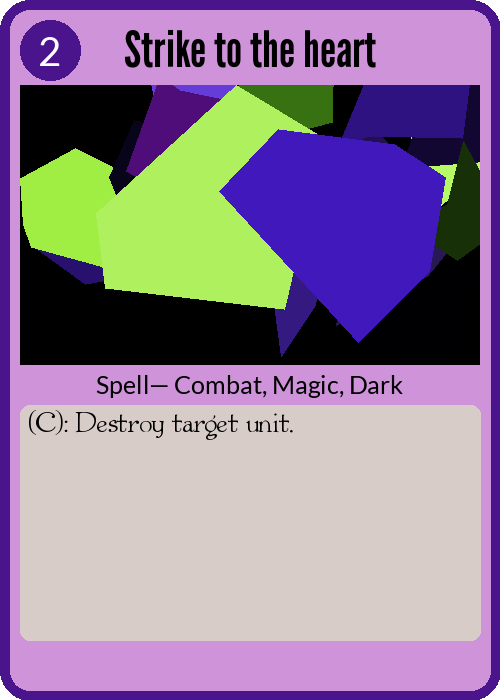 2
Strike to the heart
Spell— Combat, Magic, Dark
(C): Destroy target unit.